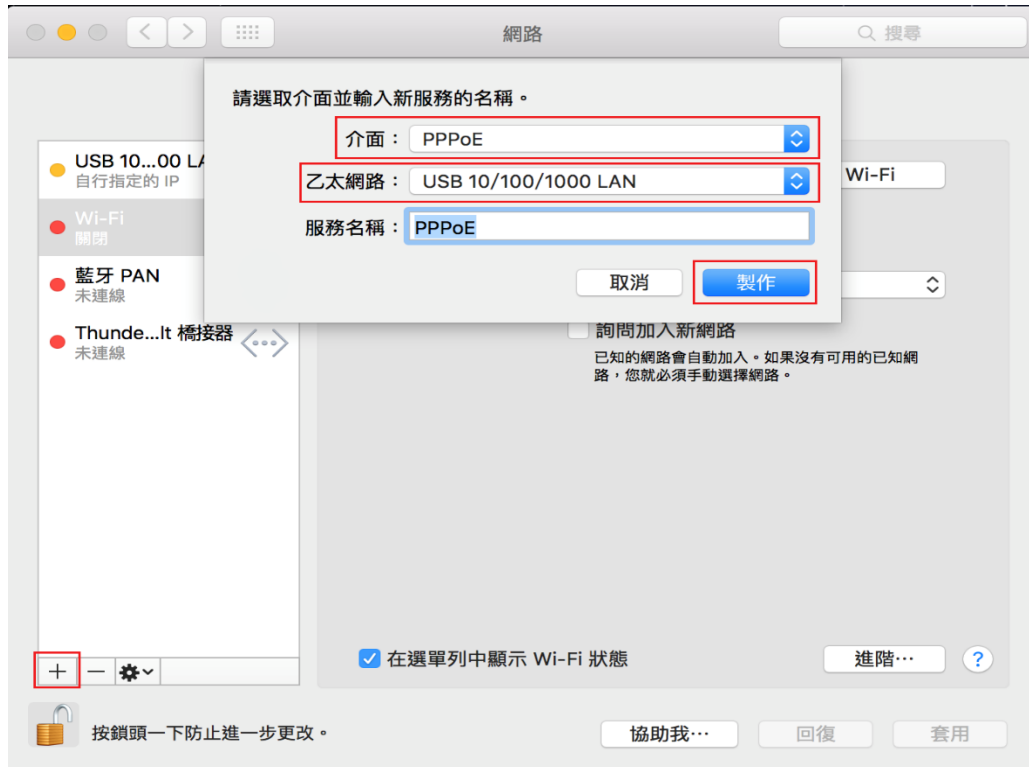 網路
搜尋
請選取介面並輸入新服務的名稱。
介面： PPPoE
乙太網路： USB 10/100/1000 LAN
服務名稱： PPPoE
取消
製作
USB 10...00 LA
自行指定的 IP
Wi-Fi
Wi-Fi
關閉
藍牙 PAN
未連線
Thunde...lt 橋接器
未連線
詢問加入新網路
已知的網路會自動加入。如果沒有可用的已知網
路，您就必須手動選擇網路。
在選單列中顯示 Wi-Fi 狀態
進階⋯
?
按鎖頭一下防止進一步更改。
協助我⋯
回復
套用